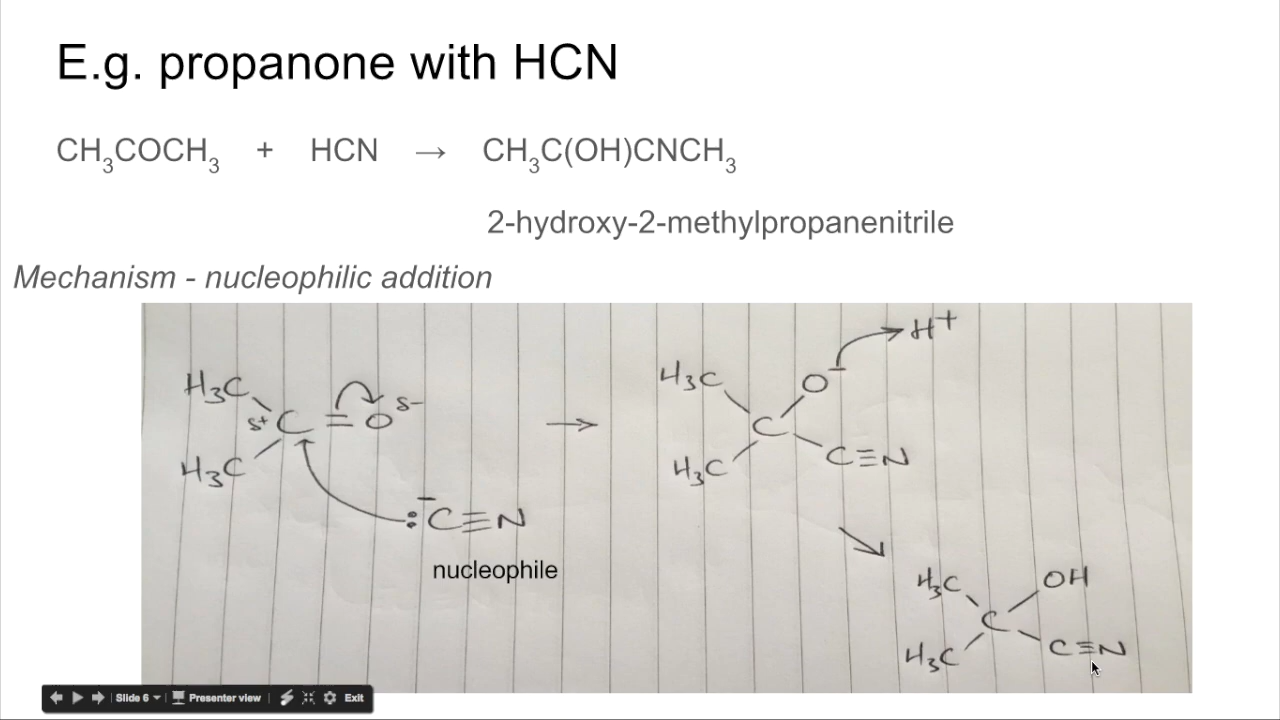 E.g. propanone with HCN
CH₃COCH₃ + HCN → CH₃C(OH)CNCH₃
2-hydroxy-2-methylpropanenitrile
Mechanism - nucleophilic addition
H₃C
δ+ C = O δ-
H₃C
:⁻C≡N
nucleophile
→
H⁺
H₃C O⁻
C
H₃C C≡N
H₃C OH
C
H₃C C≡N
Slide 6 Presenter view Exit